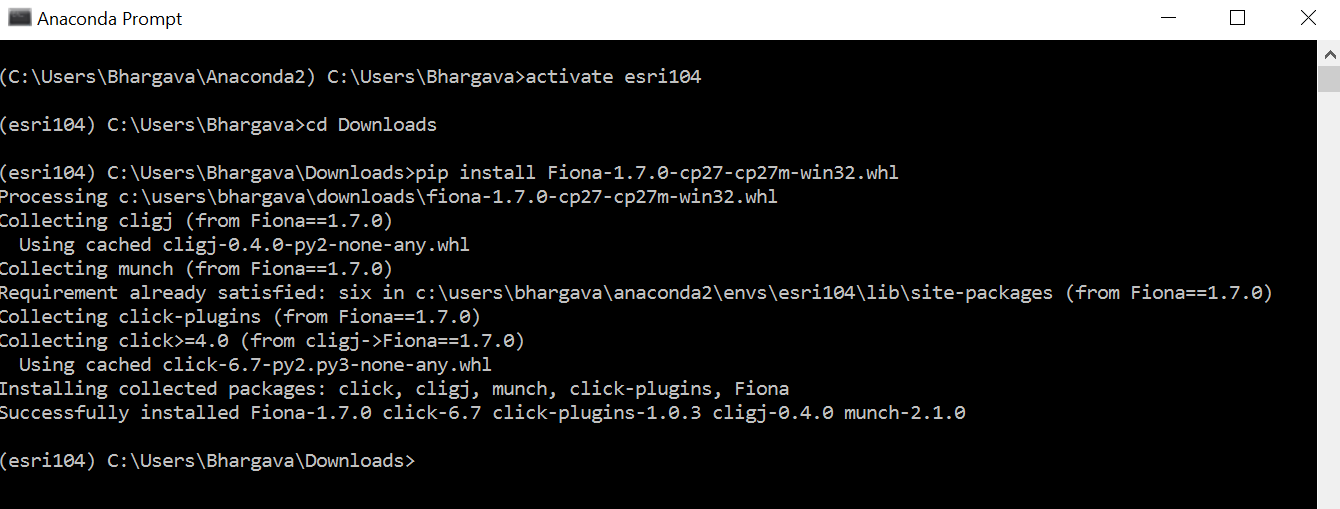 Anaconda Prompt
(C:\Users\Bhargava\Anaconda2) C:\Users\Bhargava>activate esri104
(esri104) C:\Users\Bhargava>cd Downloads
(esri104) C:\Users\Bhargava\Downloads>pip install Fiona-1.7.0-cp27-cp27m-win32.whl
Processing c:\users\bhargava\downloads\fiona-1.7.0-cp27-cp27m-win32.whl
Collecting cligj (from Fiona==1.7.0)
  Using cached cligj-0.4.0-py2-none-any.whl
Collecting munch (from Fiona==1.7.0)
Requirement already satisfied: six in c:\users\bhargava\anaconda2\envs\esri104\lib\site-packages (from Fiona==1.7.0)
Collecting click-plugins (from Fiona==1.7.0)
Collecting click>=4.0 (from cligj->Fiona==1.7.0)
  Using cached click-6.7-py2.py3-none-any.whl
Installing collected packages: click, cligj, munch, click-plugins, Fiona
Successfully installed Fiona-1.7.0 click-6.7 click-plugins-1.0.3 cligj-0.4.0 munch-2.1.0
(esri104) C:\Users\Bhargava\Downloads>